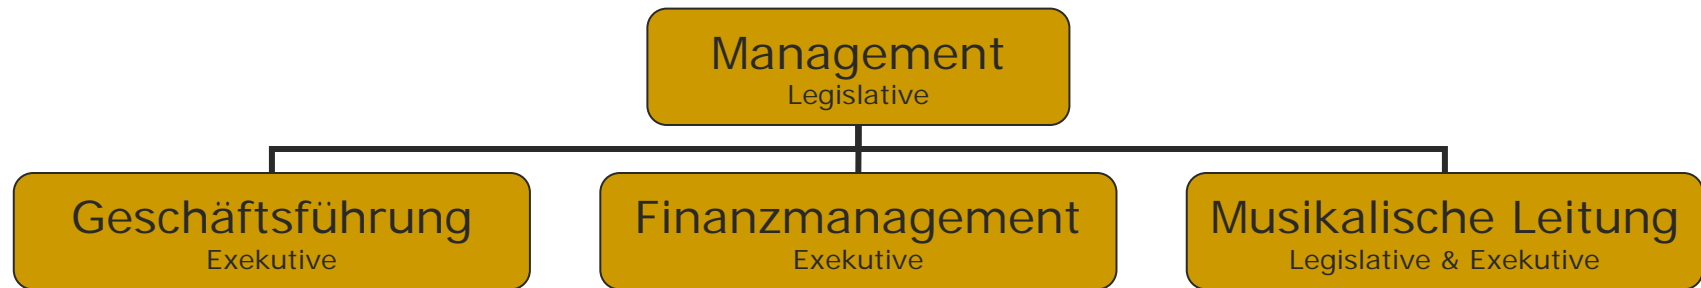 Management
Legislative
Geschäftsführung
Exekutive
Finanzmanagement
Exekutive
Musikalische Leitung
Legislative & Exekutive